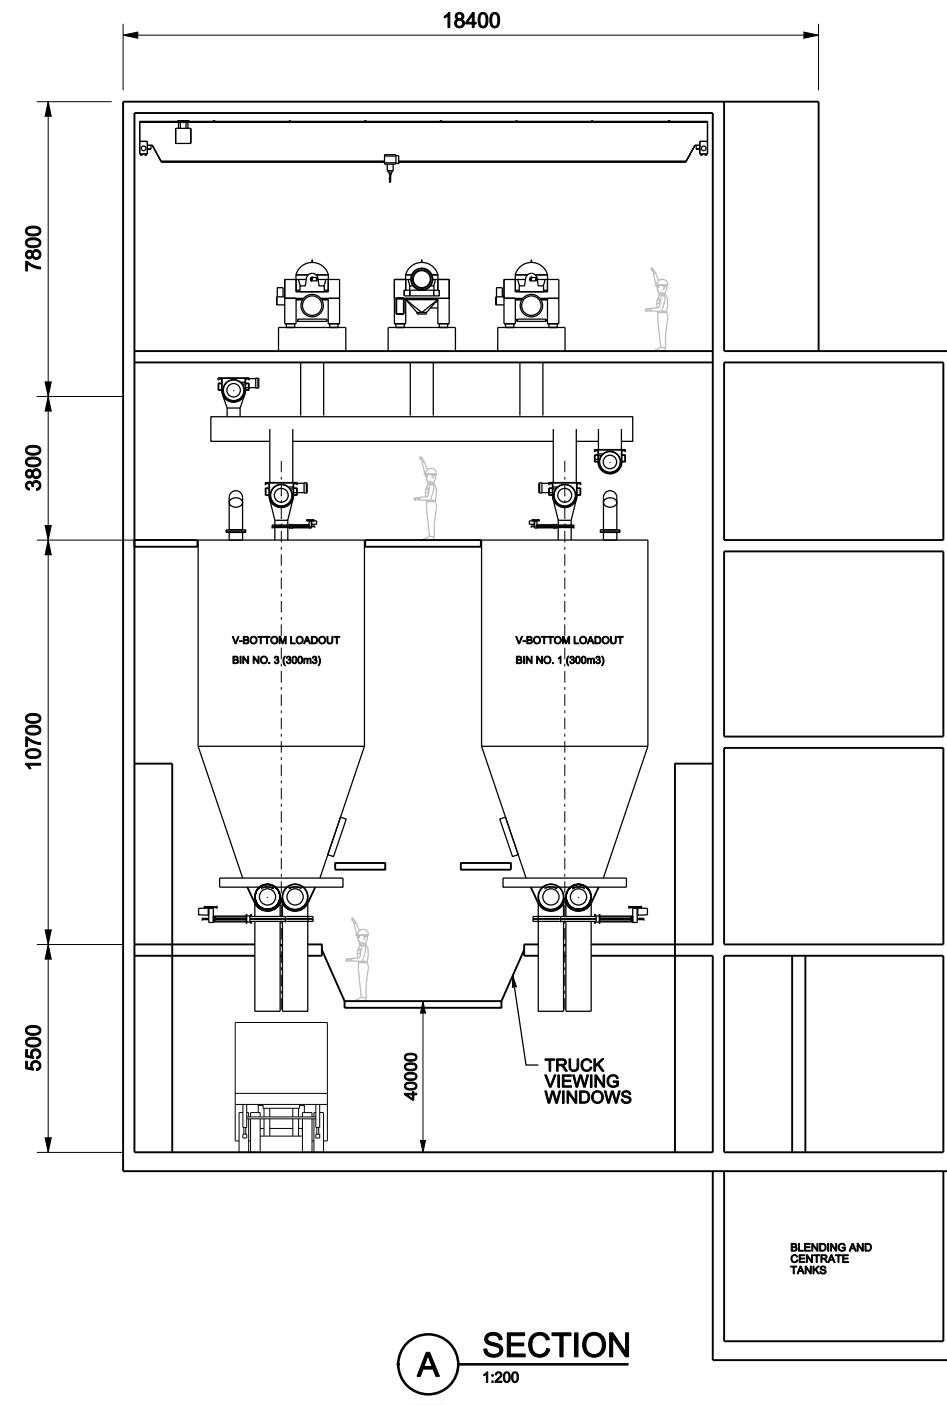 18400
7800
3800
V-BOTTOM LOADOUT
BIN NO. 3 (300m3)
V-BOTTOM LOADOUT
BIN NO. 1 (300m3)
10700
5500
40000
TRUCK
VIEWING
WINDOWS
BLENDING AND
CENTRATE
TANKS
A
SECTION
1:200